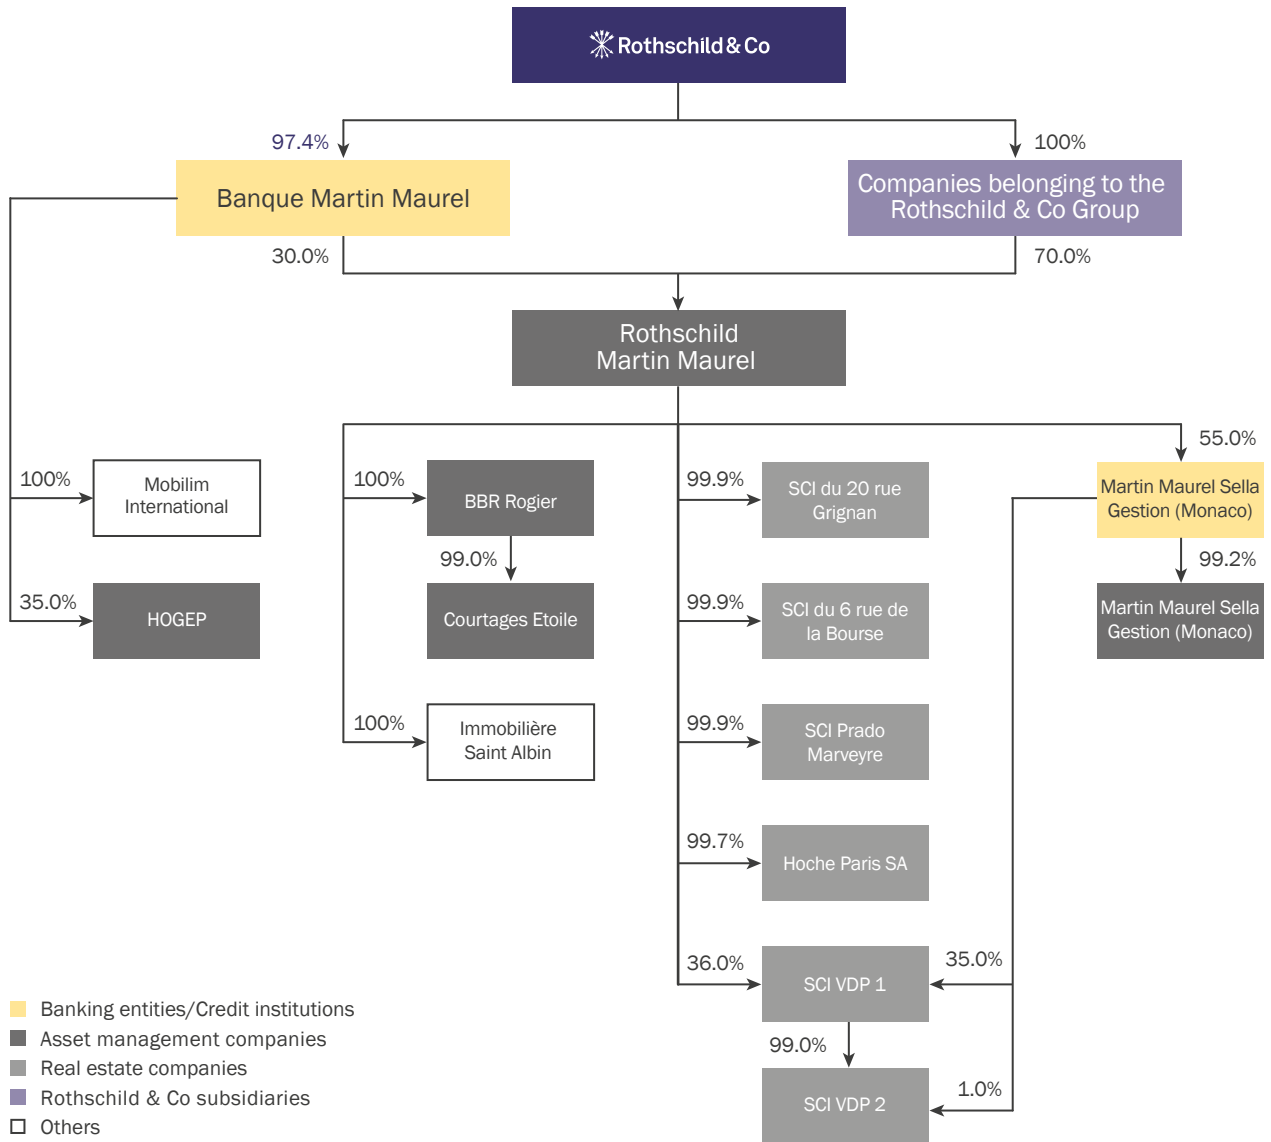 Rothschild & Co
97.4%
100%
Banque Martin Maurel
Companies belonging to the
Rothschild & Co Group
30.0%
70.0%
Rothschild
Martin Maurel
100%
Mobilim
International
35.0%
HOGEP
100%
BBR Rogier
99.0%
Courtages Etoile
100%
Immobilière
Saint Albin
99.9%
SCI du 20 rue
Grignan
99.9%
SCI du 6 rue de
la Bourse
99.9%
SCI Prado
Marveyre
99.7%
Hoche Paris SA
36.0%
SCI VDP 1
35.0%
99.0%
SCI VDP 2
1.0%
55.0%
Martin Maurel Sella
Gestion (Monaco)
99.2%
Martin Maurel Sella
Gestion (Monaco)
Banking entities/Credit institutions
Asset management companies
Real estate companies
Rothschild & Co subsidiaries
Others